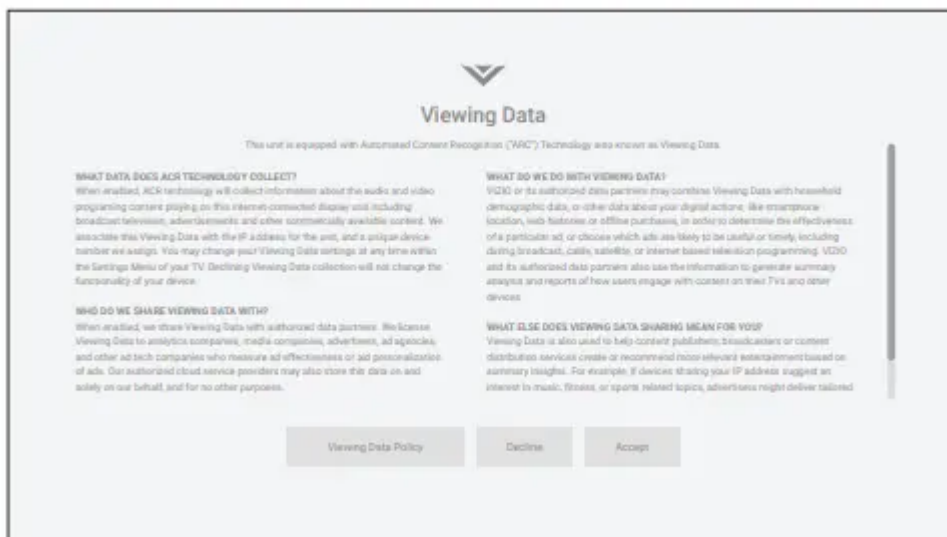 Viewing Data
This unit is equipped with Automated Content Recognition ("ARC") Technology also known as Viewing Data.
WHAT DATA DOES ACR TECHNOLOGY COLLECT?
When enabled, ACR technology will collect information about the audio and video
programing content playing on this internet-connected display and including
broadcast television, advertisements and other commercially available content. We
associate this Viewing Data with the IP address for the unit, and a unique device
number we assign. You may change your Viewing Data settings at any time within
the Settings Menu of your TV. Declining Viewing Data collection will not change the
functionality of your device.
WHO DO WE SHARE VIEWING DATA WITH?
When enabled, we share Viewing Data with authorized data partners. We license
Viewing Data to analytics companies, media companies, advertisers, ad agencies,
and other ad tech companies who measure ad effectiveness or aid personalization
of ads. Our authorized cloud service providers may also store this data on and
solely on our behalf, and for no other purposes.
WHAT DO WE DO WITH VIEWING DATA?
VIZIO or its authorized data partners may combine Viewing Data with household
demographic data, or other data about your digital actions, like smartphone
location, web histories or offline purchases, in order to determine the effectiveness
of a particular ad, or choose which ads are likely to be useful or timely, including
during broadcast, cable, satellite, or internet based television programming. VIZIO
and its authorized data partners also use the information to generate summary
analysis and reports of how users engage with content on their TVs and other
devices.
WHAT ELSE DOES VIEWING DATA SHARING MEAN FOR YOU?
Viewing Data is also used to help content publishers, broadcasters or content
distribution services create or recommend more relevant entertainment based on
summary insights. For example, if devices sharing your IP address suggest an
interest in music, fitness, or sports related topics, advertisers might deliver tailored
Viewing Data Policy
Decline
Accept